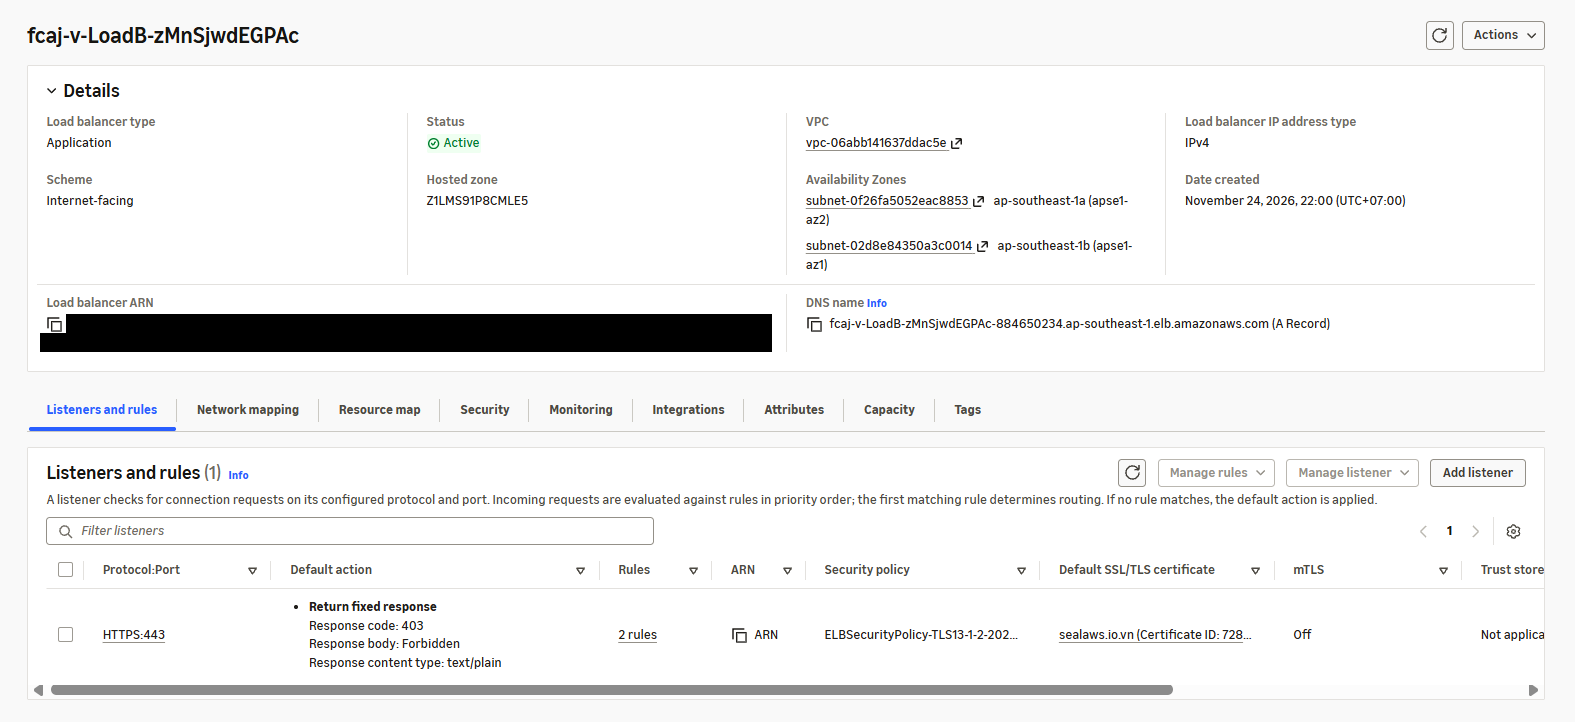 fcaj-v-LoadB-zMnSjwdEGPAc
Actions
Details
Load balancer type
Application
Status
Active
VPC
vpc-06abb141637ddac5e
Load balancer IP address type
IPv4
Scheme
Internet-facing
Hosted zone
Z1LMS91P8CMLE5
Availability Zones
subnet-0f26fa5052eac8853 ap-southeast-1a (apse1-
az2)
subnet-02d8e84350a3c0014 ap-southeast-1b (apse1-
az1)
Date created
November 24, 2026, 22:00 (UTC+07:00)
Load balancer ARN
DNS name Info
fcaj-v-LoadB-zMnSjwdEGPAc-884650234.ap-southeast-1.elb.amazonaws.com (A Record)
Listeners and rules
Network mapping
Resource map
Security
Monitoring
Integrations
Attributes
Capacity
Tags
Listeners and rules (1) Info
Manage rules
Manage listener
Add listener
A listener checks for connection requests on its configured protocol and port. Incoming requests are evaluated against rules in priority order; the first matching rule determines routing. If no rule matches, the default action is applied.
Filter listeners
1
Protocol:Port
Default action
Rules
ARN
Security policy
Default SSL/TLS certificate
mTLS
Trust store
HTTPS:443
• Return fixed response
Response code: 403
Response body: Forbidden
Response content type: text/plain
2 rules
ARN
ELBSecurityPolicy-TLS13-1-2-202...
sealaws.io.vn (Certificate ID: 728...
Off
Not applica